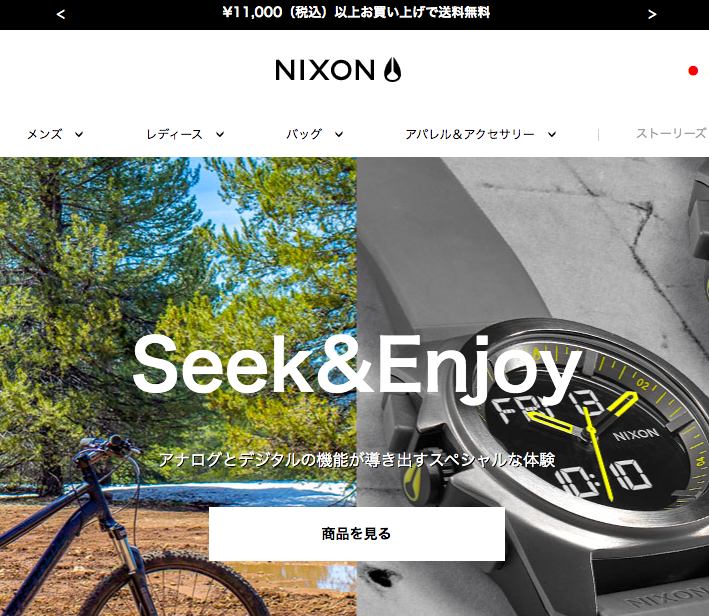 ¥11,000（税込）以上お買い上げで送料無料
NIXON
メンズ
レディース
バッグ
アパレル＆アクセサリー
ストーリーズ
Seek&Enjoy
02
FRI 13
NIXON
04
アナログとデジタルの機能が導き出すスペシャルな体験
10:10
商品を見る
NIXON